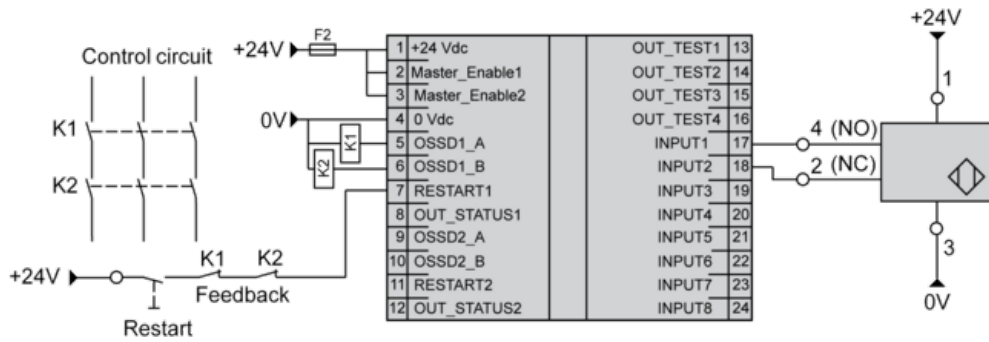 F2
+24V
Control circuit
K1
K2
0V
K1
K2
+24V
K1 K2
Feedback
Restart
1 +24 Vdc
2 Master_Enable1
3 Master_Enable2
4 0 Vdc
5 OSSD1_A
6 OSSD1_B
7 RESTART1
8 OUT_STATUS1
9 OSSD2_A
10 OSSD2_B
11 RESTART2
12 OUT_STATUS2
OUT_TEST1 13
OUT_TEST2 14
OUT_TEST3 15
OUT_TEST4 16
INPUT1 17
INPUT2 18
INPUT3 19
INPUT4 20
INPUT5 21
INPUT6 22
INPUT7 23
INPUT8 24
+24V
1
4 (NO)
2 (NC)
3
0V